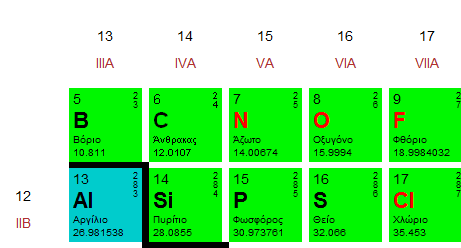 13 14 15 16 17
IIIA IVA VA VIA VIIA
5 2 6 2 7 2 8 2 9 2
3 4 5 6 7
B C N O F
Βόριο Άνθρακας Άζωτο Οξυγόνο Φθόριο
10.811 12.0107 14.00674 15.9994 18.9984032
12
IIB
13 2 14 2 15 2 16 2 17 2
8 8 8 8 8
3 4 5 6 7
Al Si P S Cl
Αργίλιο Πυρίτιο Φωσφόρος Θείο Χλώριο
26.981538 28.0855 30.973761 32.066 35.453